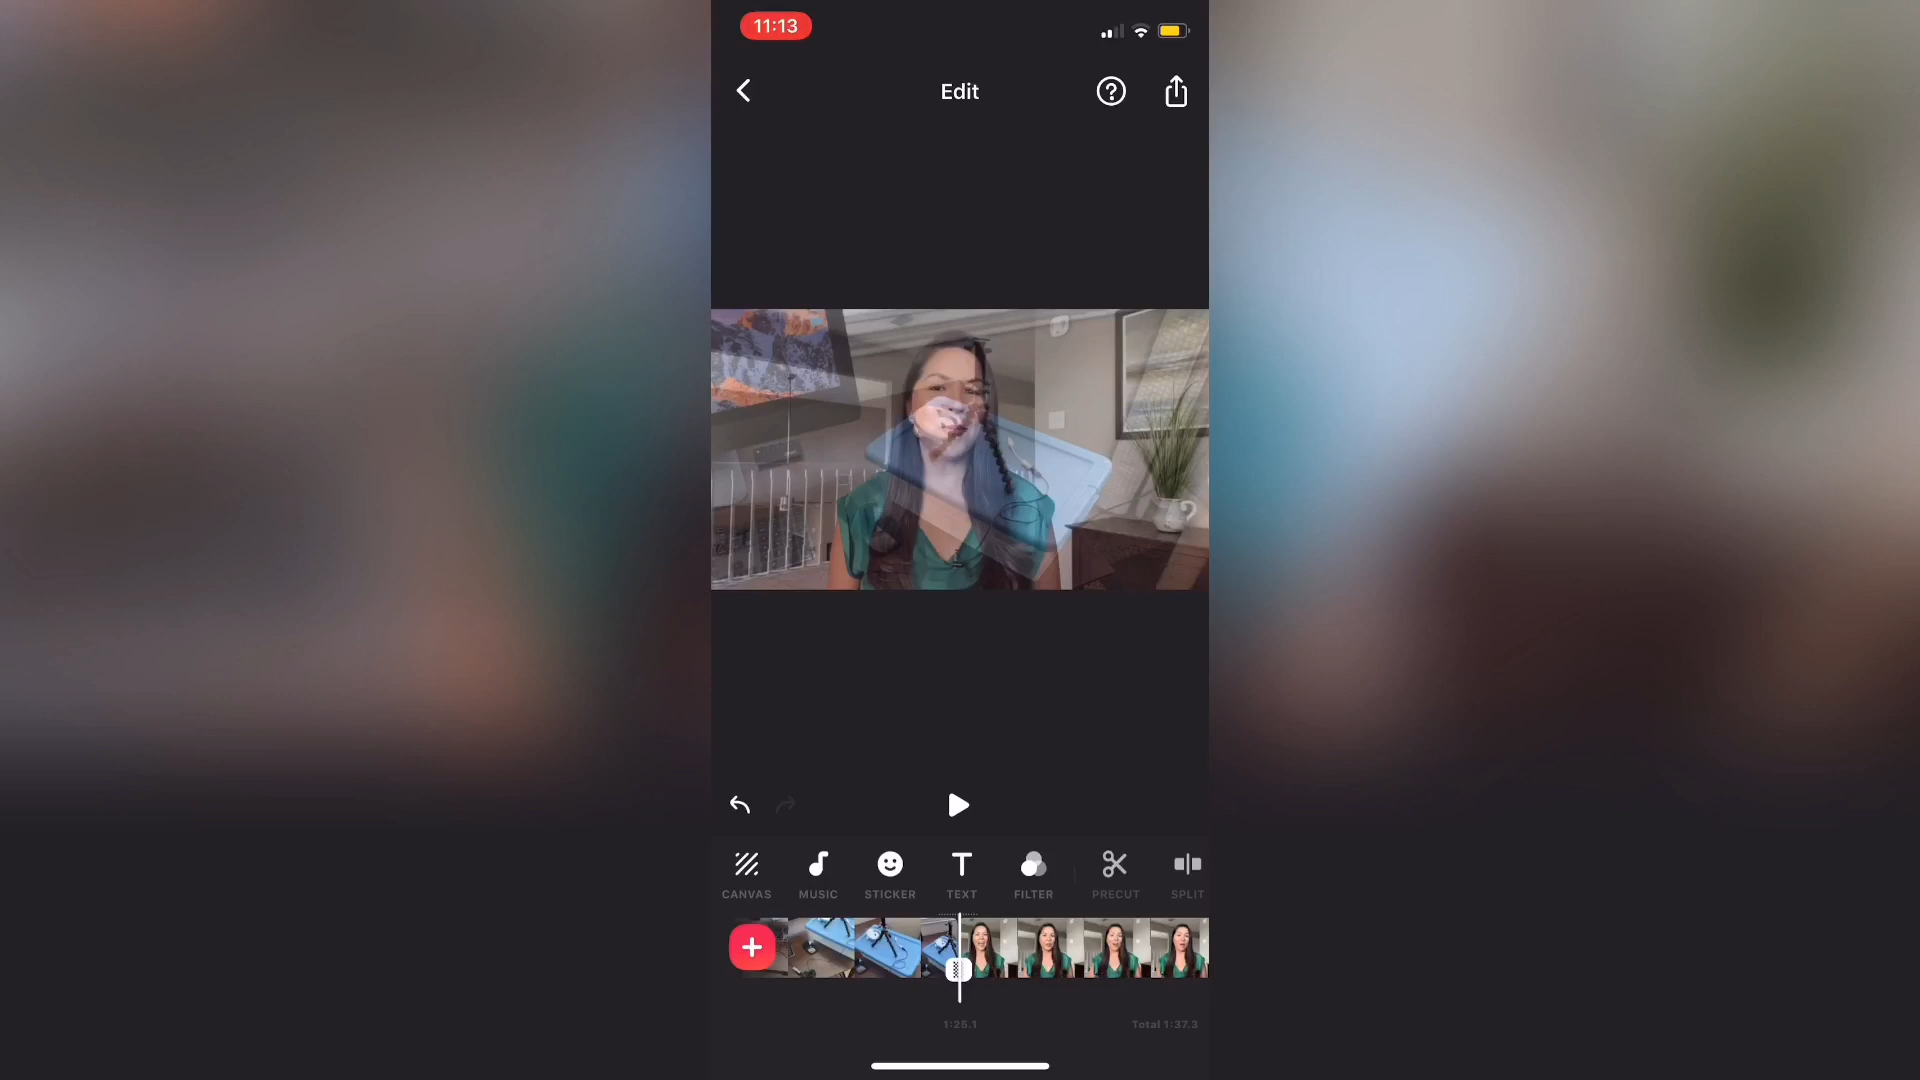 11:13
Edit
CANVAS MUSIC STICKER TEXT FILTER PRECUT SPLIT
1:25.1 Total 1:37.3